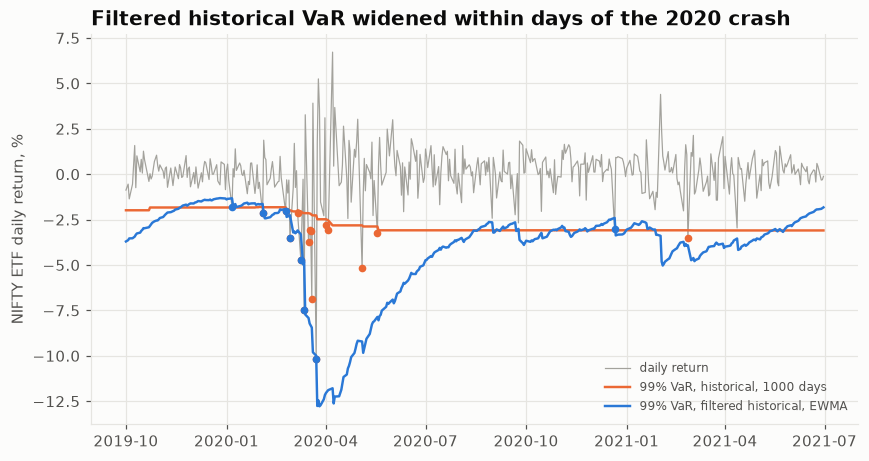 Filtered historical VaR widened within days of the 2020 crash
NIFTY ETF daily return, %
7.5
5.0
2.5
0.0
−2.5
−5.0
−7.5
−10.0
−12.5
daily return
99% VaR, historical, 1000 days
99% VaR, filtered historical, EWMA
2019-10 2020-01 2020-04 2020-07 2020-10 2021-01 2021-04 2021-07